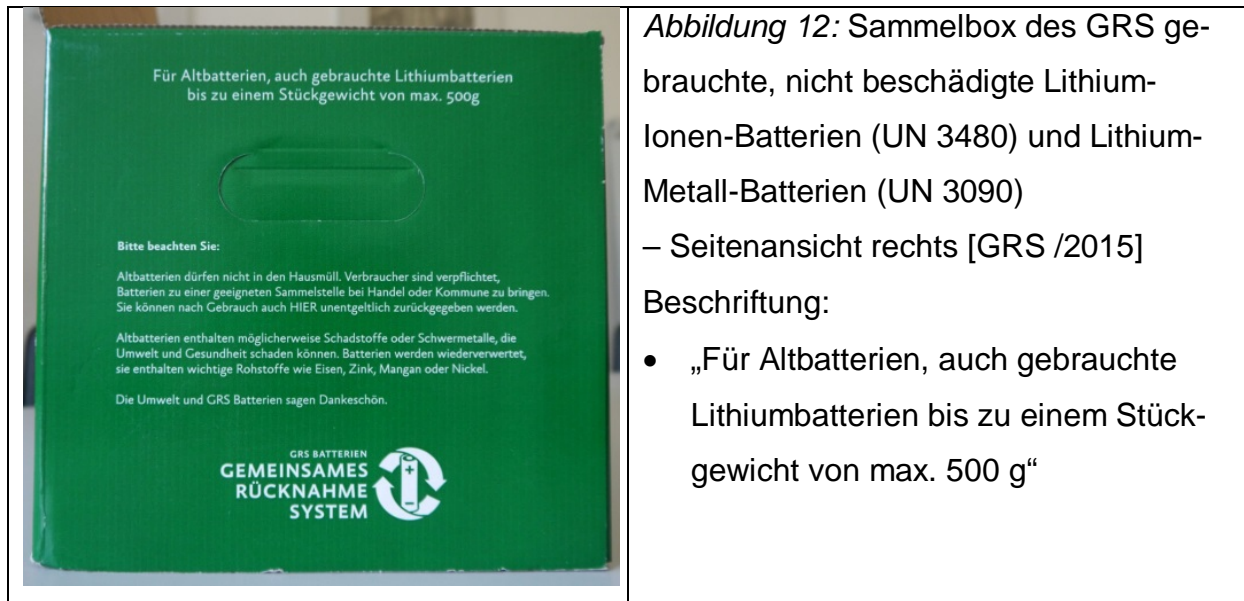 Für Altbatterien, auch gebrauchte Lithiumbatterien
bis zu einem Stückgewicht von max. 500g
Bitte beachten Sie:
Altbatterien dürfen nicht in den Hausmüll. Verbraucher sind verpflichtet,
Batterien zu einer geeigneten Sammelstelle bei Handel oder Kommune zu bringen.
Sie können nach Gebrauch auch HIER unentgeltlich zurückgegeben werden.
Altbatterien enthalten möglicherweise Schadstoffe oder Schwermetalle, die
Umwelt und Gesundheit schaden können. Batterien werden wiederverwertet,
sie enthalten wichtige Rohstoffe wie Eisen, Zink, Mangan oder Nickel.
Die Umwelt und GRS Batterien sagen Dankeschön.
GRS BATTERIEN
GEMEINSAMES
RÜCKNAHME
SYSTEM
Abbildung 12: Sammelbox des GRS ge-
brauchte, nicht beschädigte Lithium-
Ionen-Batterien (UN 3480) und Lithium-
Metall-Batterien (UN 3090)
– Seitenansicht rechts [GRS /2015]
Beschriftung:
• „Für Altbatterien, auch gebrauchte
Lithiumbatterien bis zu einem Stück-
gewicht von max. 500 g“